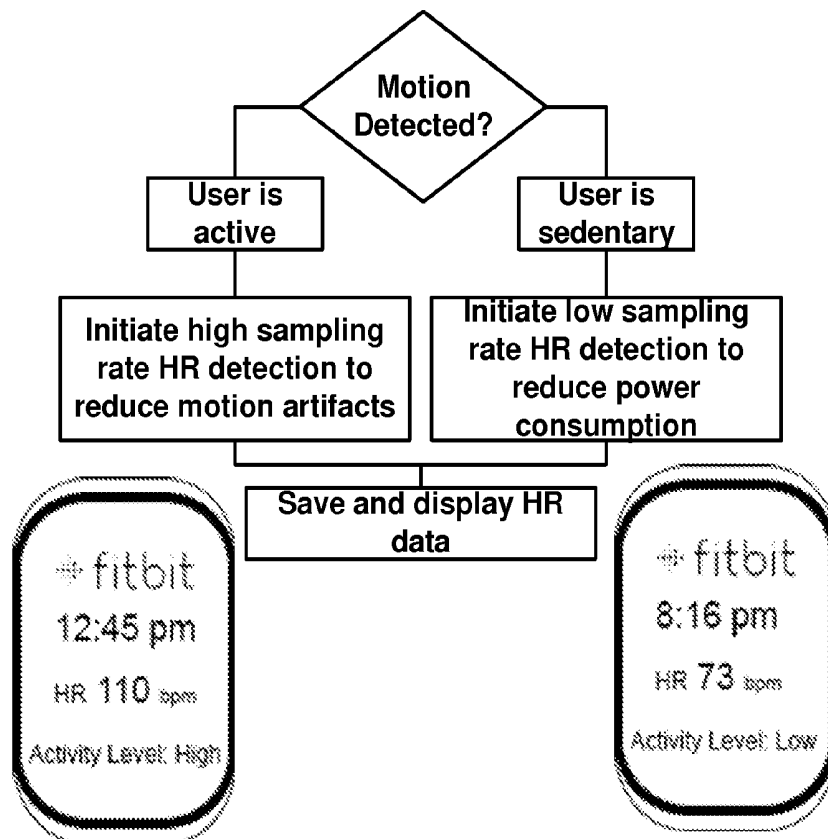 Motion
Detected?
User is
active
User is
sedentary
Initiate high sampling
rate HR detection to
reduce motion artifacts
Initiate low sampling
rate HR detection to
reduce power
consumption
Save and display HR
data
fitbit
12:45 pm
HR 110 bpm
Activity Level: High
fitbit
8:16 pm
HR 73 bpm
Activity Level: Low